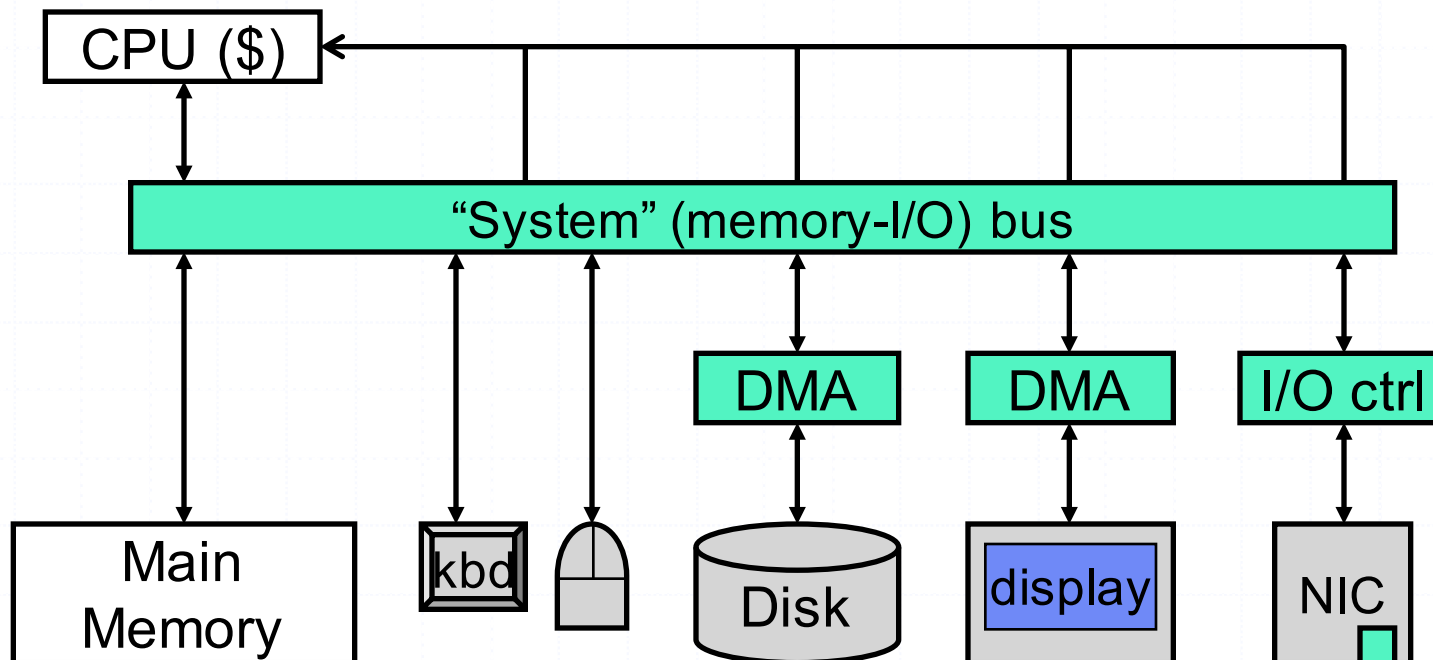 CPU ($)
“System” (memory-I/O) bus
DMA
DMA
I/O ctrl
Main
Memory
kbd
Disk
display
NIC